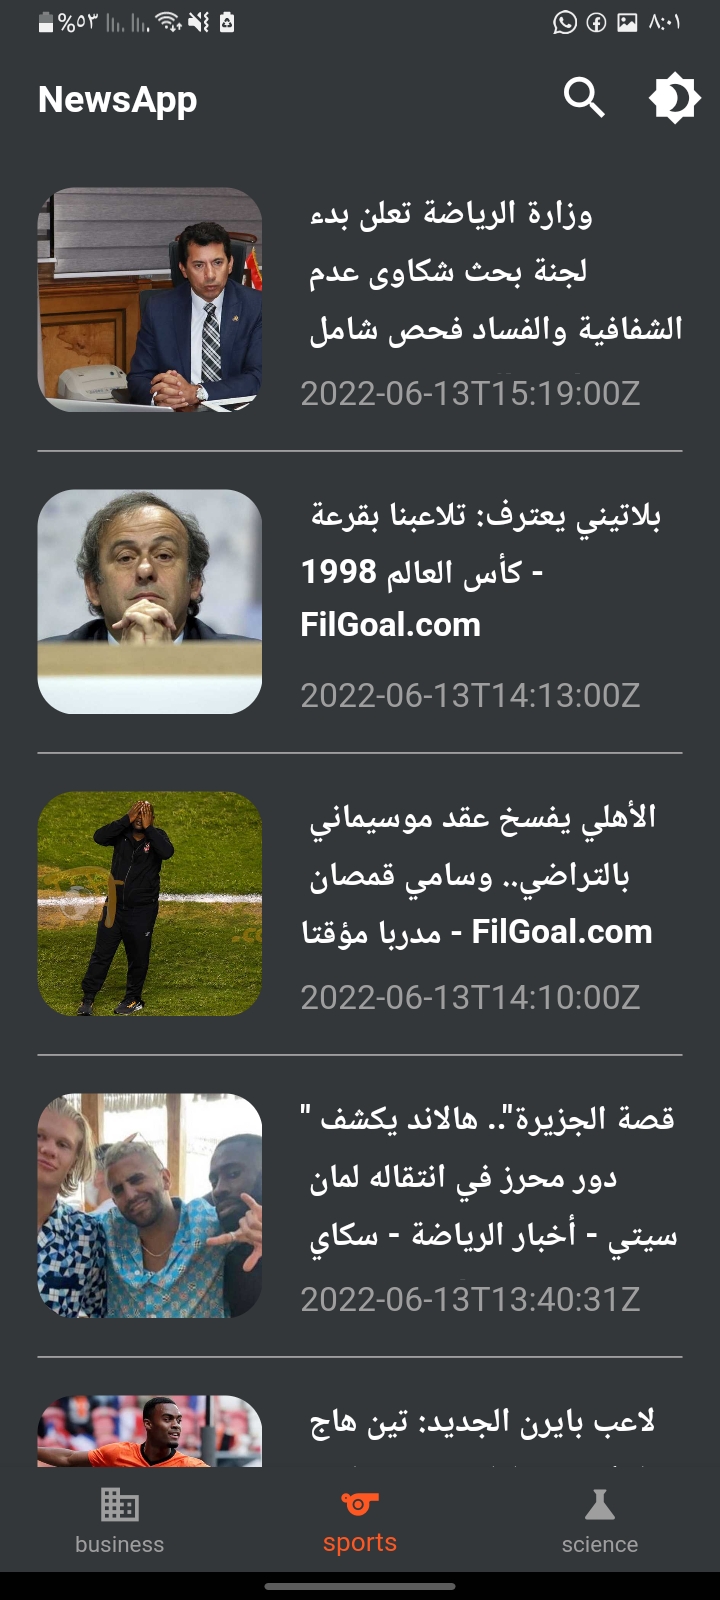 %٥٣
٨:٠١
NewsApp
وزارة الرياضة تعلن بدء
لجنة بحث شكاوى عدم
الشفافية والفساد فحص شامل
2022-06-13T15:19:00Z
بلاتيني يعترف: تلاعبنا بقرعة
كأس العالم 1998 -
FilGoal.com
2022-06-13T14:13:00Z
الأهلي يفسخ عقد موسيماني
بالتراضي.. وسامي قمصان
مدربا مؤقتا - FilGoal.com
2022-06-13T14:10:00Z
"قصة الجزيرة".. هالاند يكشف
دور محرز في انتقاله لمان
سيتي - أخبار الرياضة - سكاي
2022-06-13T13:40:31Z
لاعب بايرن الجديد: تين هاج
business
sports
science